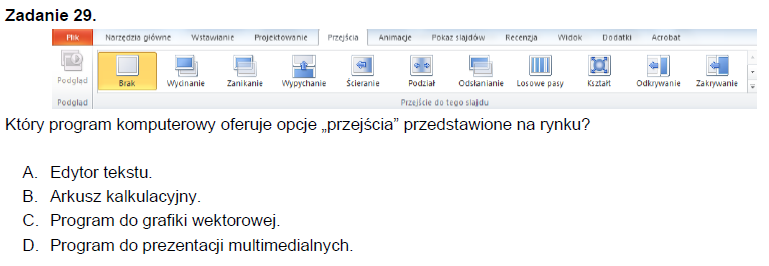 Zadanie 29.
Plik Narzędzia główne Wstawianie Projektowanie Przejścia Animacje Pokaz slajdów Recenzja Widok Dodatki Acrobat
Podgląd Brak Wycinanie Zanikanie Wypychanie Ścieranie Podział Odsłanianie Losowe pasy Kształt Odkrywanie Zakrywanie
Podgląd Przejście do tego slajdu
Który program komputerowy oferuje opcje „przejścia” przedstawione na rynku?
A. Edytor tekstu.
B. Arkusz kalkulacyjny.
C. Program do grafiki wektorowej.
D. Program do prezentacji multimedialnych.